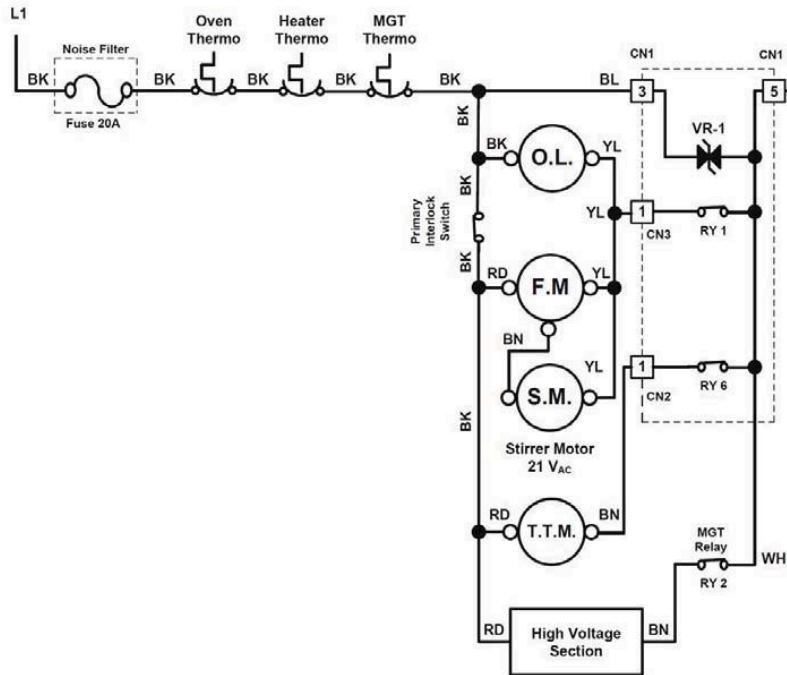 L1
Noise Filter
Fuse 20A
Oven
Thermo
Heater
Thermo
MGT
Thermo
BK
BK
BK
BK
BK
BL
CN1
3
CN1
5
VR-1
BK
BK
O.L.
YL
BK
Primary
Interlock
Switch
BK
YL
1
CN3
RY 1
RD
F.M
YL
BN
S.M.
YL
1
CN2
RY 6
Stirrer Motor
21 VAC
BK
RD
T.T.M.
BN
MGT
Relay
RY 2
WH
RD
High Voltage
Section
BN